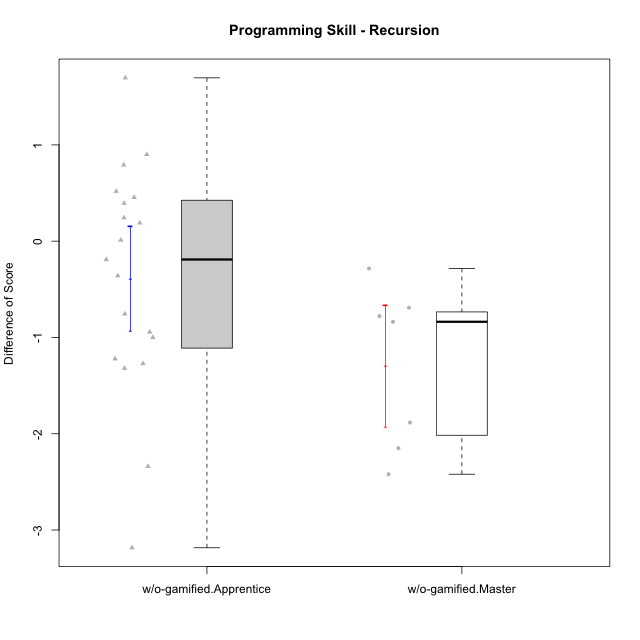 Programming Skill - Recursion
Difference of Score
1
0
-1
-2
-3
w/o-gamified.Apprentice
w/o-gamified.Master